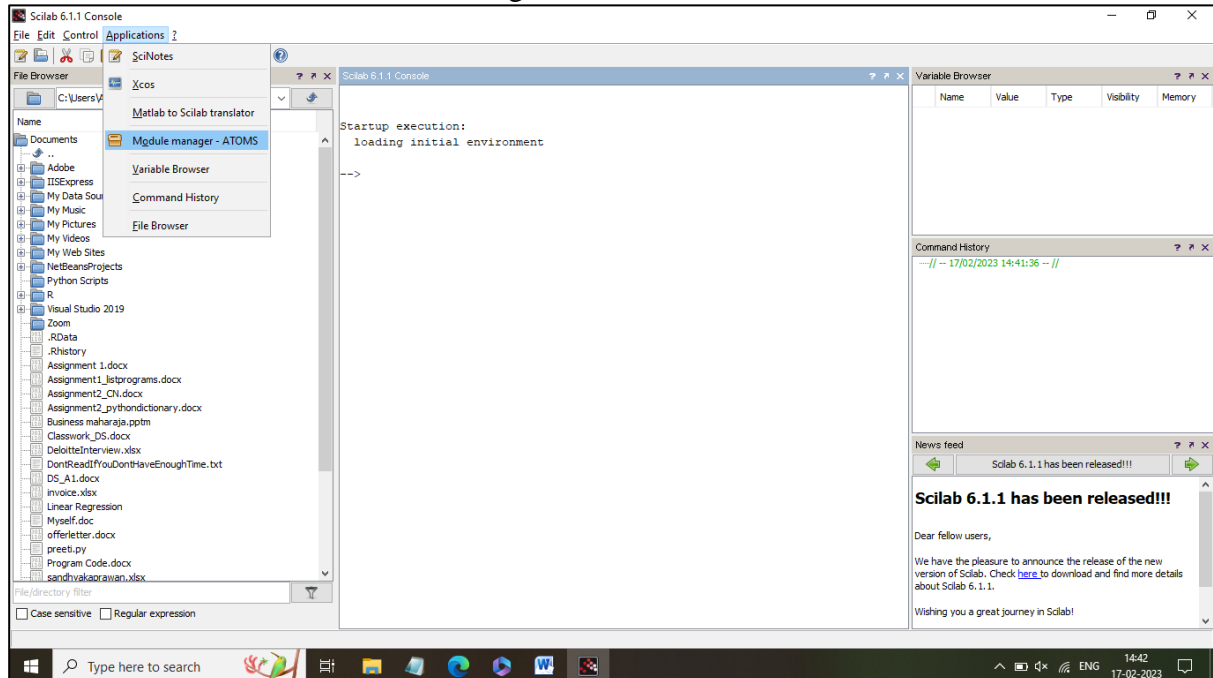 Scilab 6.1.1 Console
File Edit Control Applications ?
SciNotes
Xcos
Matlab to Scilab translator
Module manager - ATOMS
Variable Browser
Command History
File Browser
File Browser
C:\Users\A
Name
Documents
..
Adobe
IISExpress
My Data Sour
My Music
My Pictures
My Videos
My Web Sites
NetBeansProjects
Python Scripts
R
Visual Studio 2019
Zoom
.RData
.Rhistory
Assignment 1.docx
Assignment1_listprograms.docx
Assignment2_CN.docx
Assignment2_pythondictionary.docx
Business maharaja.pptm
Classwork_DS.docx
DeloitteInterview.xlsx
DontReadIfYouDontHaveEnoughTime.txt
DS_A1.docx
invoice.xlsx
Linear Regression
Myself.doc
offerletter.docx
preeti.py
Program Code.docx
sandhyakaprawan.xlsx
File/directory filter
Case sensitive Regular expression
Scilab 6.1.1 Console
Startup execution:
loading initial environment
-->
Variable Browser
Name Value Type Visibility Memory
Command History
// -- 17/02/2023 14:41:36 -- //
News feed
Scilab 6.1.1 has been released!!!
Scilab 6.1.1 has been released!!!
Dear fellow users,
We have the pleasure to announce the release of the new
version of Scilab. Check here to download and find more details
about Scilab 6.1.1.
Wishing you a great journey in Scilab!
Type here to search
ENG
14:42
17-02-2023